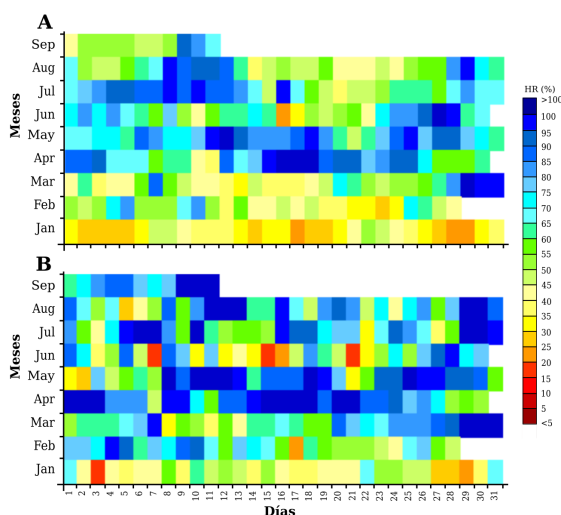 A
Meses
Sep
Aug
Jul
Jun
May
Apr
Mar
Feb
Jan
HR (%)
>100
100
95
90
85
80
75
70
65
60
55
50
45
40
35
30
25
20
15
10
5
<5
B
Meses
Sep
Aug
Jul
Jun
May
Apr
Mar
Feb
Jan
1 2 3 4 5 6 7 8 9 10 11 12 13 14 15 16 17 18 19 20 21 22 23 24 25 26 27 28 29 30 31
Días